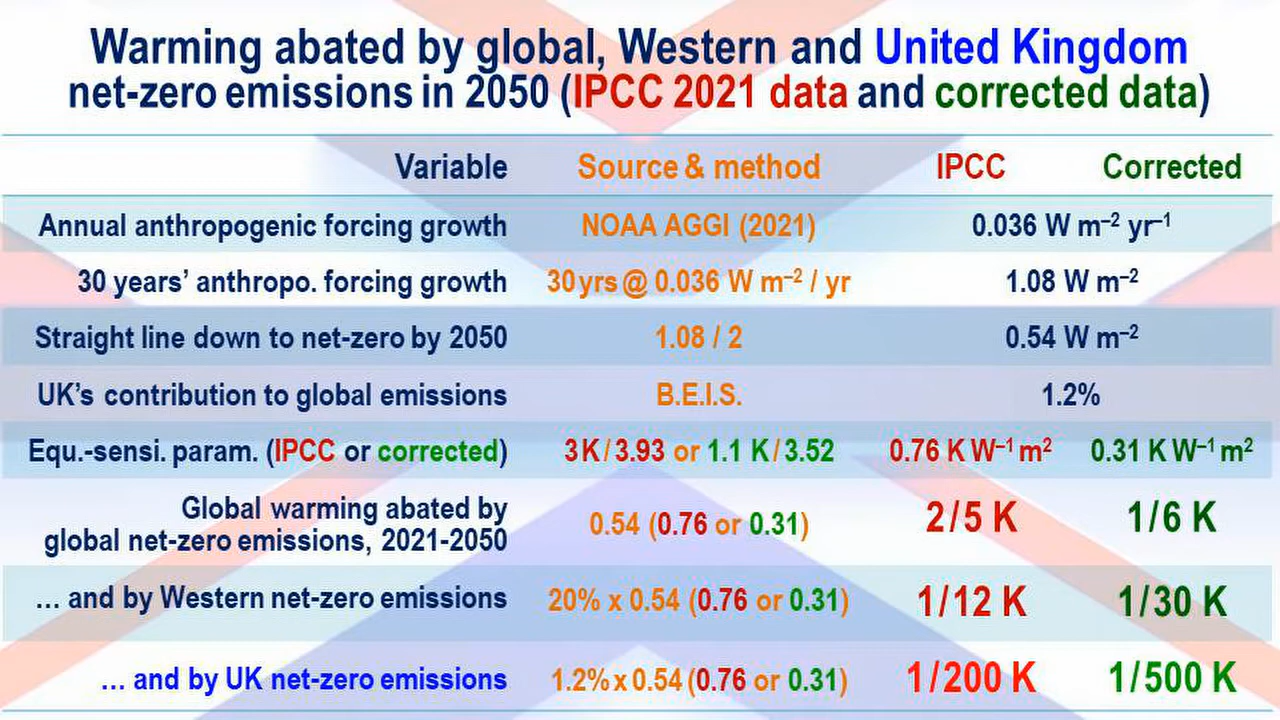 Warming abated by global, Western and United Kingdom
net-zero emissions in 2050 (IPCC 2021 data and corrected data)
Variable Source & method IPCC Corrected
Annual anthropogenic forcing growth NOAA AGGI (2021) 0.036 W m⁻² yr⁻¹
30 years’ anthropo. forcing growth 30 yrs @ 0.036 W m⁻² / yr 1.08 W m⁻²
Straight line down to net-zero by 2050 1.08 / 2 0.54 W m⁻²
UK’s contribution to global emissions B.E.I.S. 1.2%
Equ.-sensi. param. (IPCC or corrected) 3 K / 3.93 or 1.1 K / 3.52 0.76 K W⁻¹ m² 0.31 K W⁻¹ m²
Global warming abated by
global net-zero emissions, 2021-2050 0.54 (0.76 or 0.31) 2/5 K 1/6 K
… and by Western net-zero emissions 20% x 0.54 (0.76 or 0.31) 1/12 K 1/30 K
… and by UK net-zero emissions 1.2% x 0.54 (0.76 or 0.31) 1/200 K 1/500 K